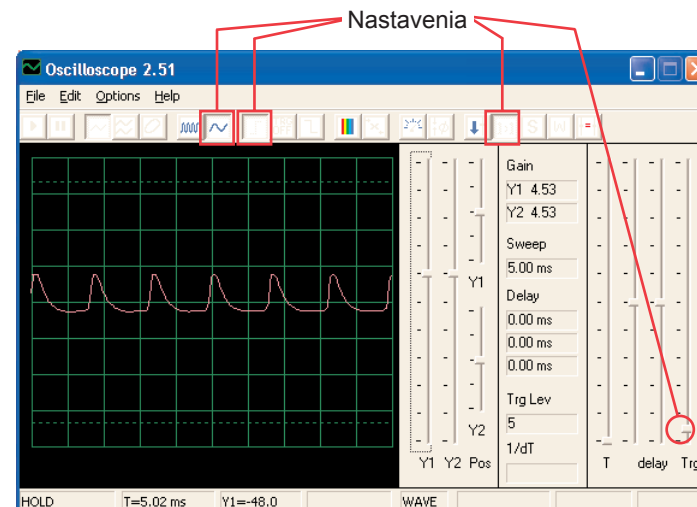 Nastavenia
Oscilloscope 2.51
File Edit Options Help
Gain
Y1 4.53
Y2 4.53
Sweep
5.00 ms
Delay
0.00 ms
0.00 ms
0.00 ms
Trg Lev
5
1/dT
Y1
Y2
Y1 Y2 Pos
T delay Trg
HOLD T=5.02 ms Y1=-48.0 WAVE